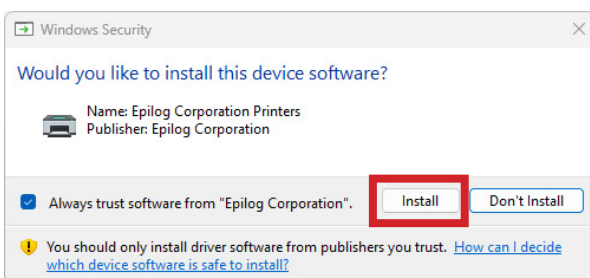 Windows Security
Would you like to install this device software?
Name: Epilog Corporation Printers
Publisher: Epilog Corporation
Always trust software from "Epilog Corporation".
Install
Don't Install
You should only install driver software from publishers you trust. How can I decide
which device software is safe to install?